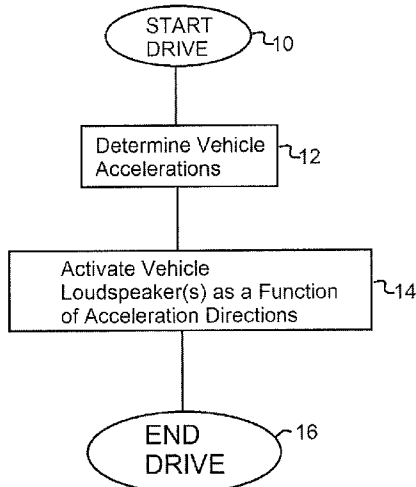 START
DRIVE
10
Determine Vehicle
Accelerations
12
Activate Vehicle
Loudspeaker(s) as a Function
of Acceleration Directions
14
END
DRIVE
16